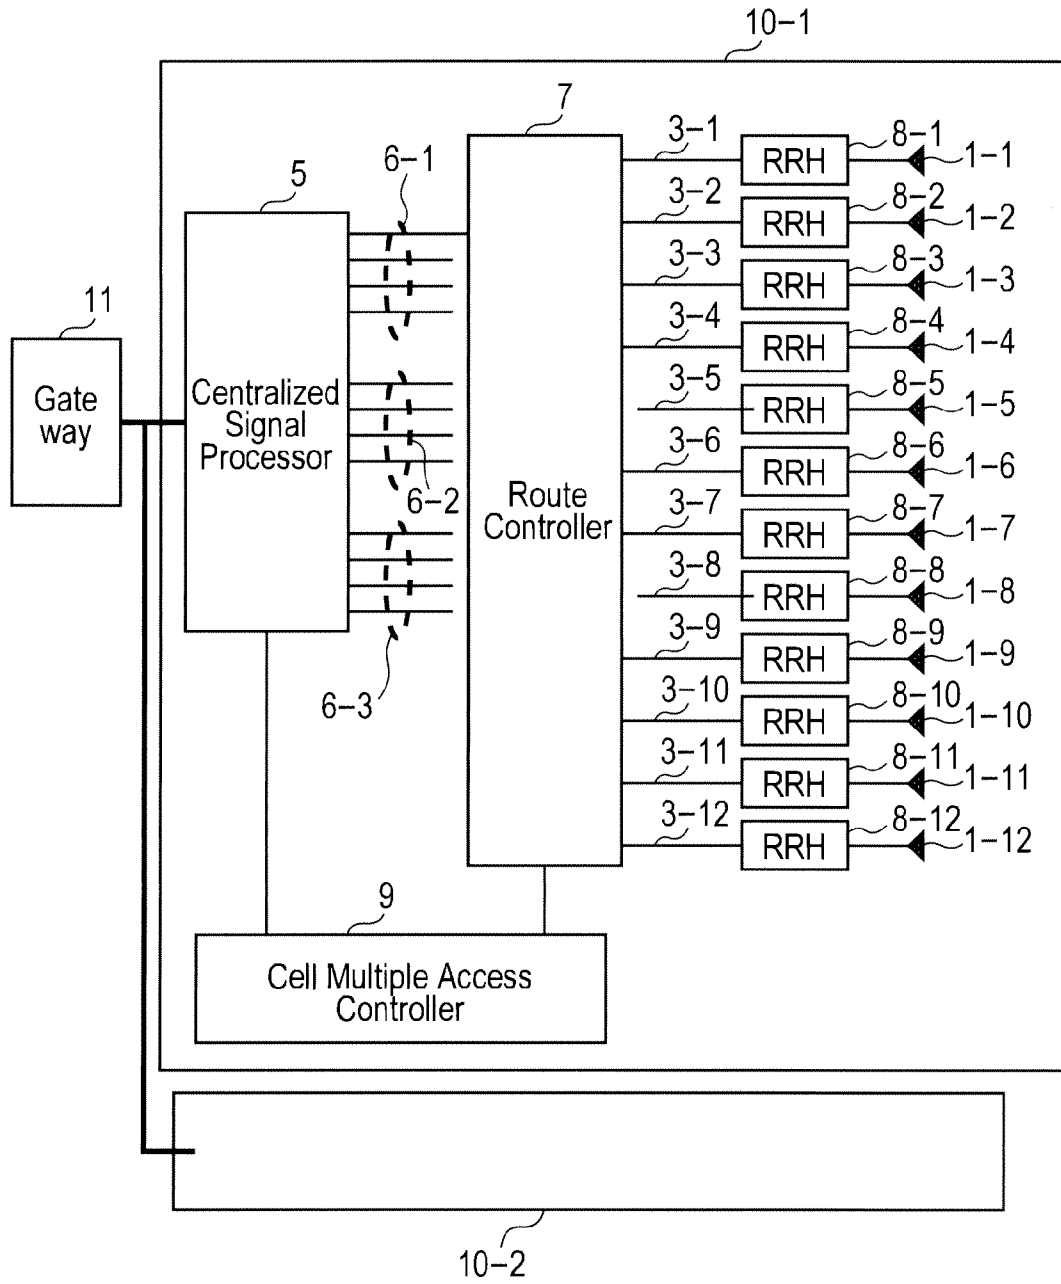 10-1
7
3-1
RRH
8-1
1-1
6-1
5
3-2
RRH
8-2
1-2
3-3
RRH
8-3
1-3
11
3-4
RRH
8-4
1-4
Gate
way
Centralized
Signal
Processor
3-5
RRH
8-5
1-5
3-6
RRH
8-6
1-6
6-2
Route
Controller
3-7
RRH
8-7
1-7
3-8
RRH
8-8
1-8
3-9
RRH
8-9
1-9
6-3
3-10
RRH
8-10
1-10
3-11
RRH
8-11
1-11
3-12
RRH
8-12
1-12
9
Cell Multiple Access
Controller
10-2